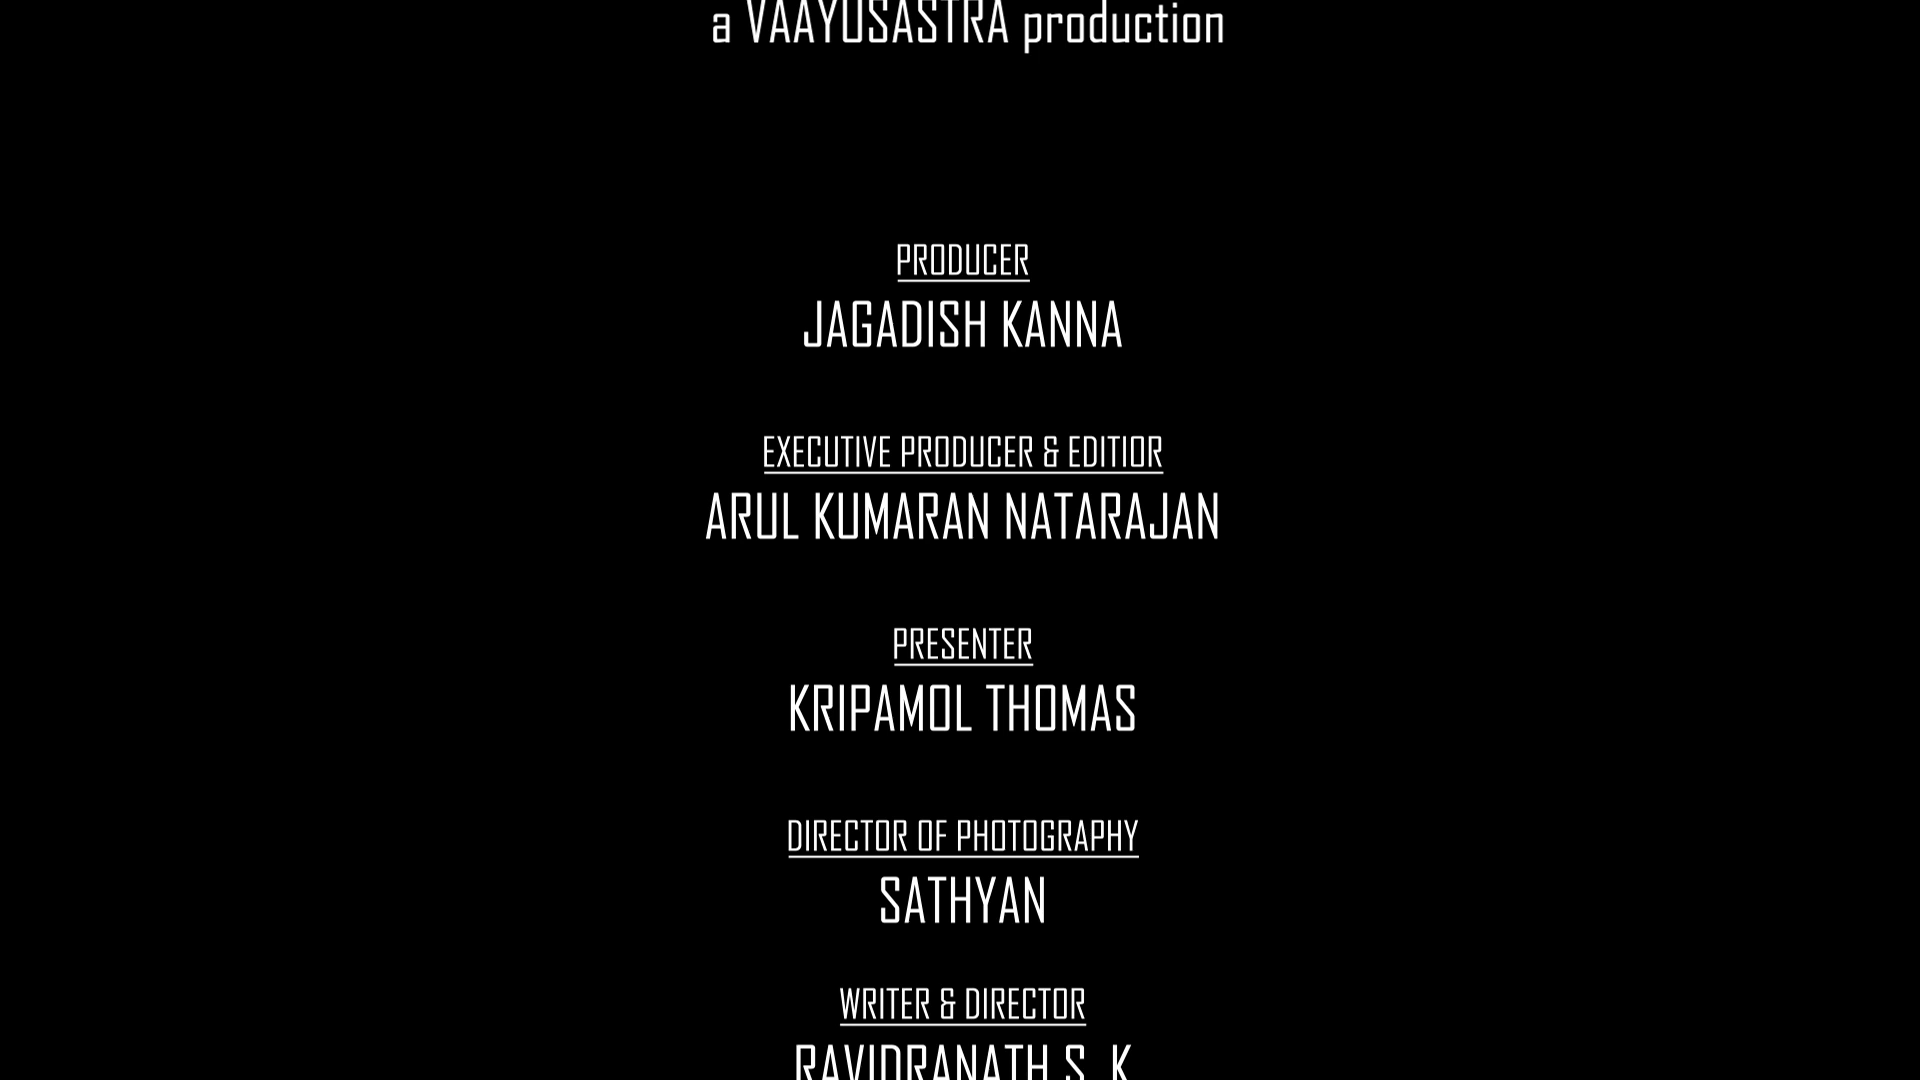 a VAAYUSASTRA production
PRODUCER
JAGADISH KANNA
EXECUTIVE PRODUCER & EDITIOR
ARUL KUMARAN NATARAJAN
PRESENTER
KRIPAMOL THOMAS
DIRECTOR OF PHOTOGRAPHY
SATHYAN
WRITER & DIRECTOR
RAVIDRANATH S. K